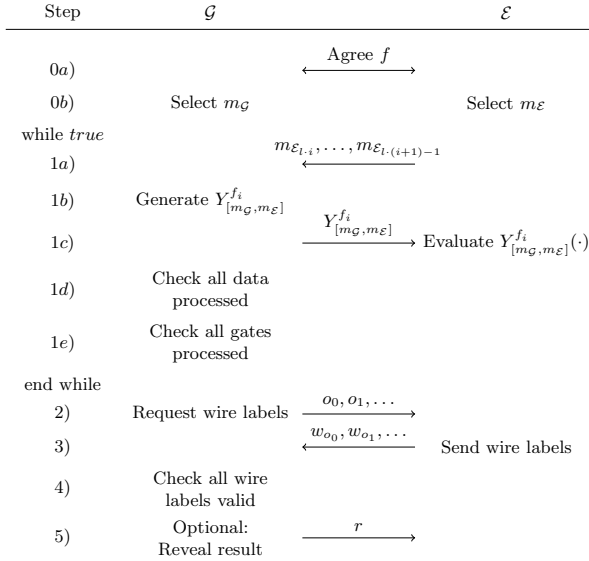 Step 𝒢 ℰ
0a) Agree f
0b) Select m_𝒢 Select m_ℰ
while true
1a) m_{ℰ_{l·i}}, …, m_{ℰ_{l·(i+1)−1}}
1b) Generate Y^{f_i}_{[m_𝒢,m_ℰ]}
1c) Y^{f_i}_{[m_𝒢,m_ℰ]} Evaluate Y^{f_i}_{[m_𝒢,m_ℰ]}(·)
1d) Check all data
processed
1e) Check all gates
processed
end while
2) Request wire labels o_0, o_1, …
3) w_{o_0}, w_{o_1}, … Send wire labels
4) Check all wire
labels valid
5) Optional: r
Reveal result